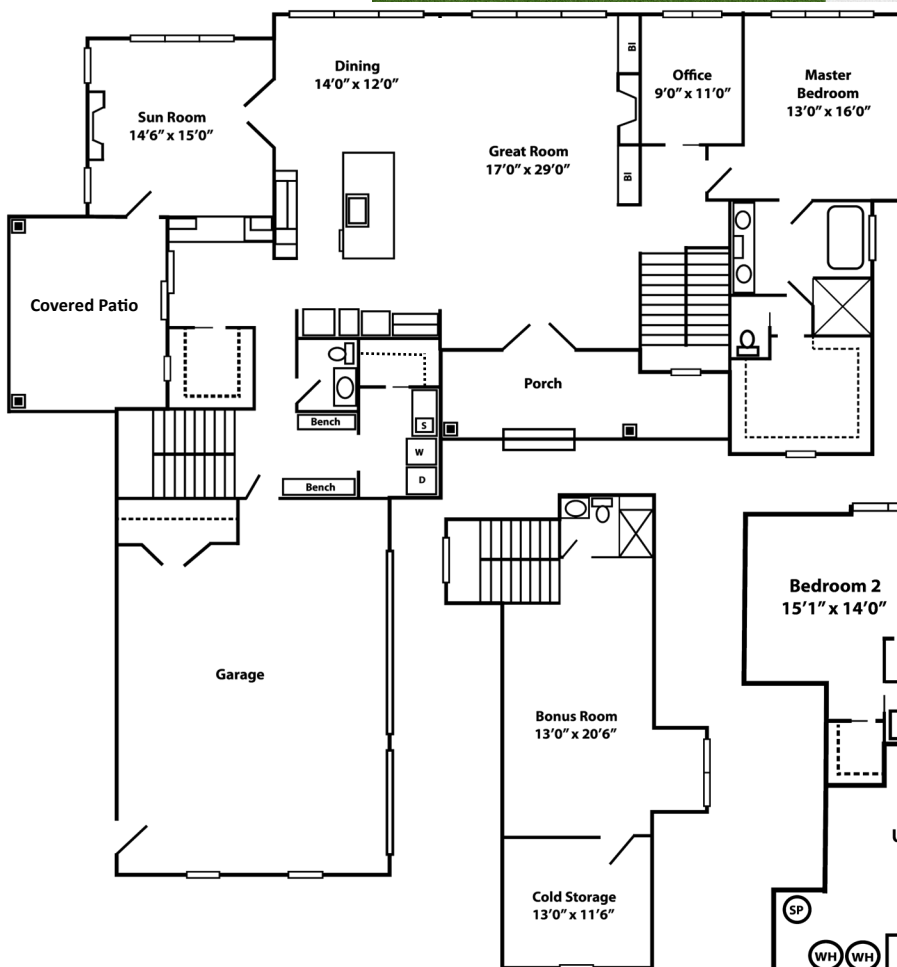 BI
Dining
14'0" x 12'0"
Office
9'0" x 11'0"
Master
Bedroom
13'0" x 16'0"
Sun Room
14'6" x 15'0"
Great Room
17'0" x 29'0"
BI
Covered Patio
Porch
Bench
S
W
D
Bench
Bedroom 2
15'1" x 14'0"
Garage
Bonus Room
13'0" x 20'6"
Cold Storage
13'0" x 11'6"
SP
WH
WH